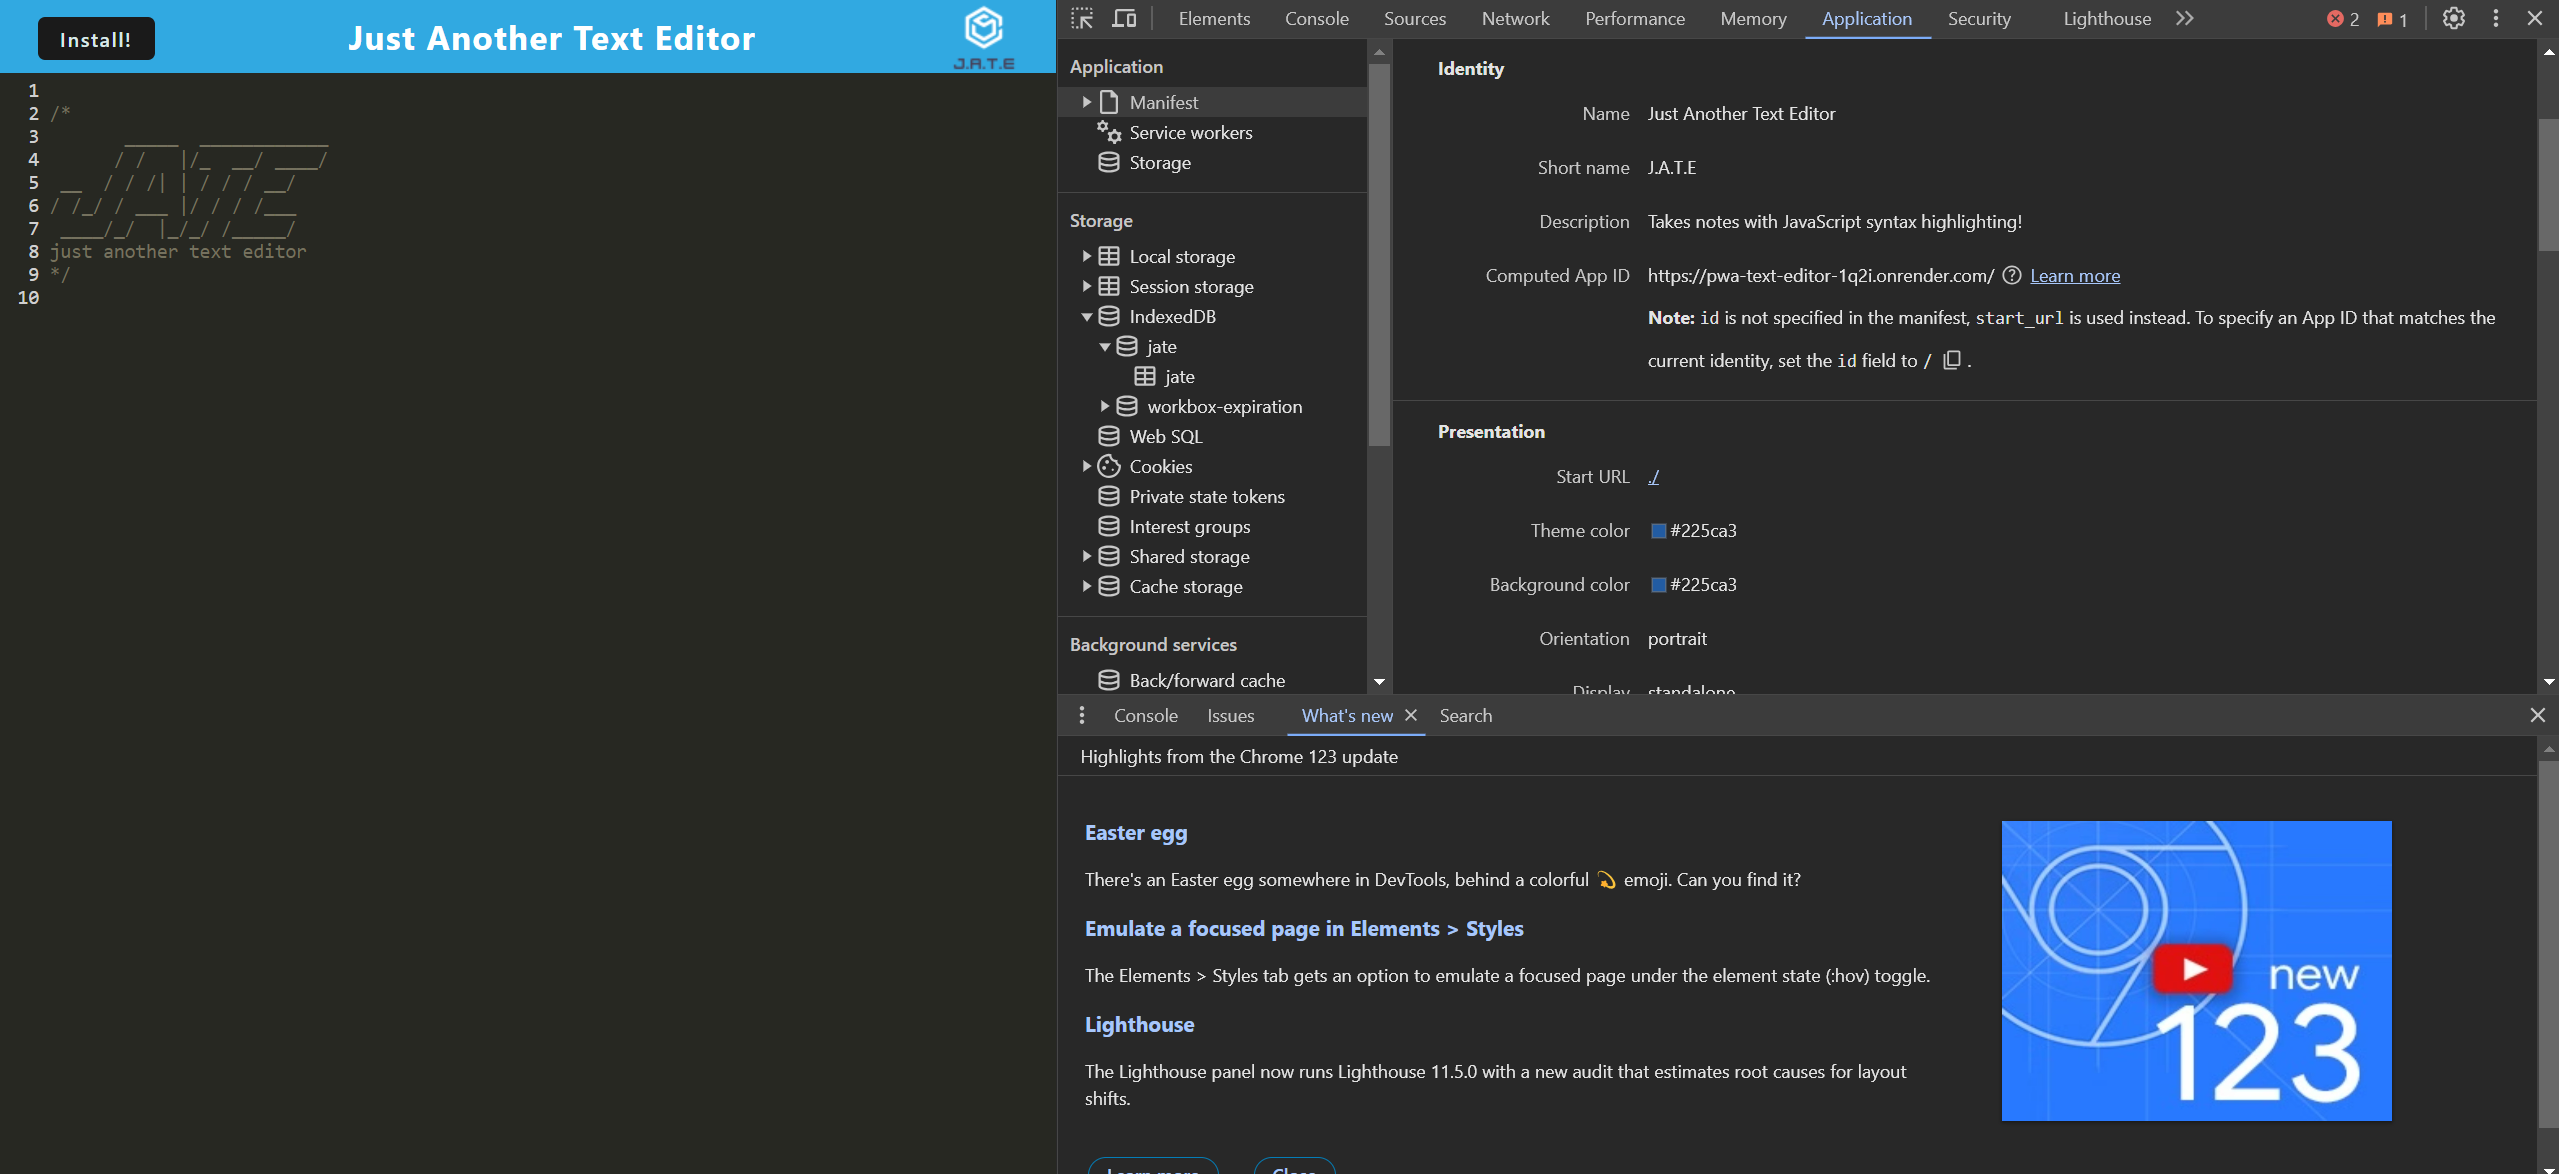 Install!
Just Another Text Editor
J.A.T.E
1
2 /*
3       _____  ____________
4      / /   |/_  __/ ____/
5  __  / / /| | / / / __/
6 / /_/ / ___ |/ / / /___
7  ____/_/  |_/_/ /_____/
8 just another text editor
9 */
10
Elements Console Sources Network Performance Memory Application Security Lighthouse 2 1
Application
Manifest
Service workers
Storage
Storage
Local storage
Session storage
IndexedDB
jate
jate
workbox-expiration
Web SQL
Cookies
Private state tokens
Interest groups
Shared storage
Cache storage
Background services
Back/forward cache
Identity
Name Just Another Text Editor
Short name J.A.T.E
Description Takes notes with JavaScript syntax highlighting!
Computed App ID https://pwa-text-editor-1q2i.onrender.com/ Learn more
Note: id is not specified in the manifest, start_url is used instead. To specify an App ID that matches the
current identity, set the id field to / .
Presentation
Start URL ./
Theme color #225ca3
Background color #225ca3
Orientation portrait
Display standalone
Console Issues What's new Search
Highlights from the Chrome 123 update
Easter egg
There's an Easter egg somewhere in DevTools, behind a colorful 💫 emoji. Can you find it?
Emulate a focused page in Elements > Styles
The Elements > Styles tab gets an option to emulate a focused page under the element state (:hov) toggle.
Lighthouse
The Lighthouse panel now runs Lighthouse 11.5.0 with a new audit that estimates root causes for layout
shifts.
Learn more Close
new
123